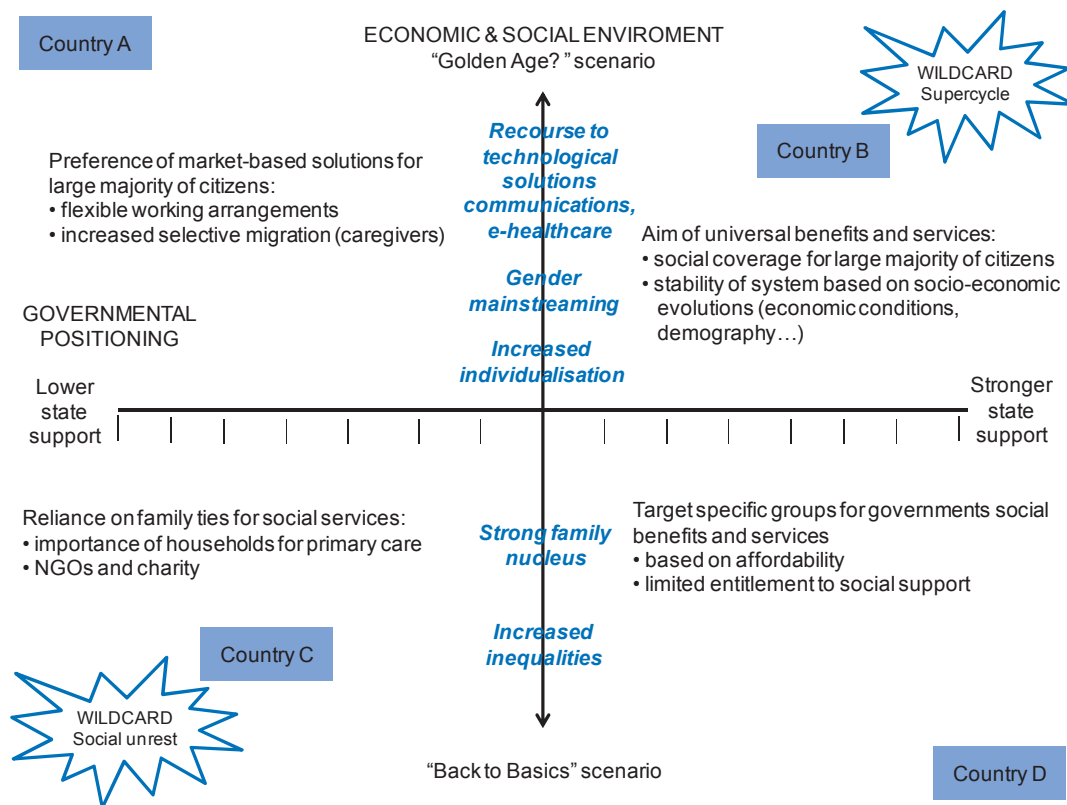 Country A
ECONOMIC & SOCIAL ENVIROMENT
“Golden Age?” scenario
WILDCARD
Supercycle
Country B
Recourse to
technological
solutions
communications,
e-healthcare
Preference of market-based solutions for
large majority of citizens:
• flexible working arrangements
• increased selective migration (caregivers)
Aim of universal benefits and services:
• social coverage for large majority of citizens
• stability of system based on socio-economic
evolutions (economic conditions,
demography…)
Gender
mainstreaming
GOVERNMENTAL
POSITIONING
Increased
individualisation
Lower
state
support
Stronger
state
support
Reliance on family ties for social services:
• importance of households for primary care
• NGOs and charity
Strong family
nucleus
Target specific groups for governments social
benefits and services
• based on affordability
• limited entitlement to social support
Increased
inequalities
Country C
WILDCARD
Social unrest
“Back to Basics” scenario
Country D